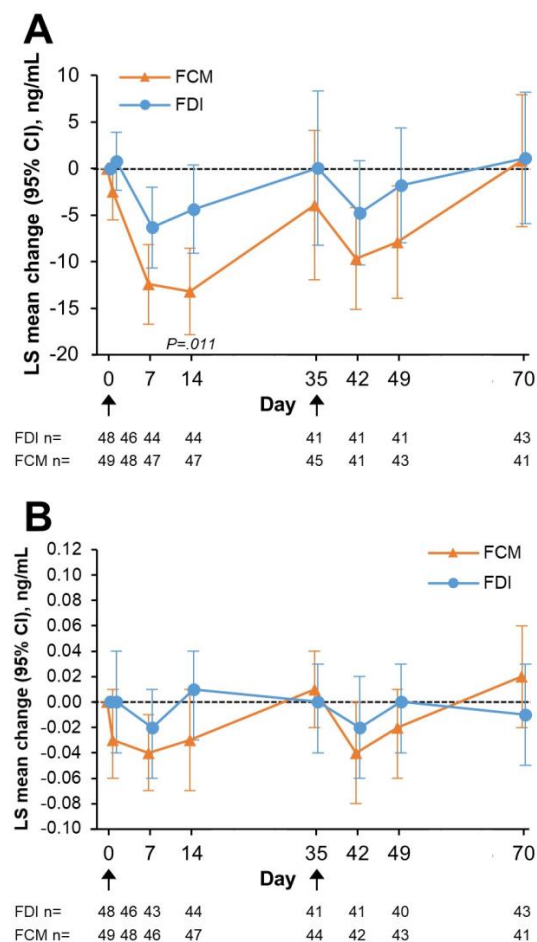 A
LS mean change (95% CI), ng/mL
FCM
FDI
10
5
0
-5
-10
-15
-20
P=.011
0 7 14 35 42 49 70
Day
FDI n= 48 46 44 44 41 41 41 43
FCM n= 49 48 47 47 45 41 43 41
B
LS mean change (95% CI), ng/mL
FCM
FDI
0.12
0.10
0.08
0.06
0.04
0.02
0.00
-0.02
-0.04
-0.06
-0.08
-0.10
0 7 14 35 42 49 70
Day
FDI n= 48 46 43 44 41 41 40 43
FCM n= 49 48 46 47 44 42 43 41